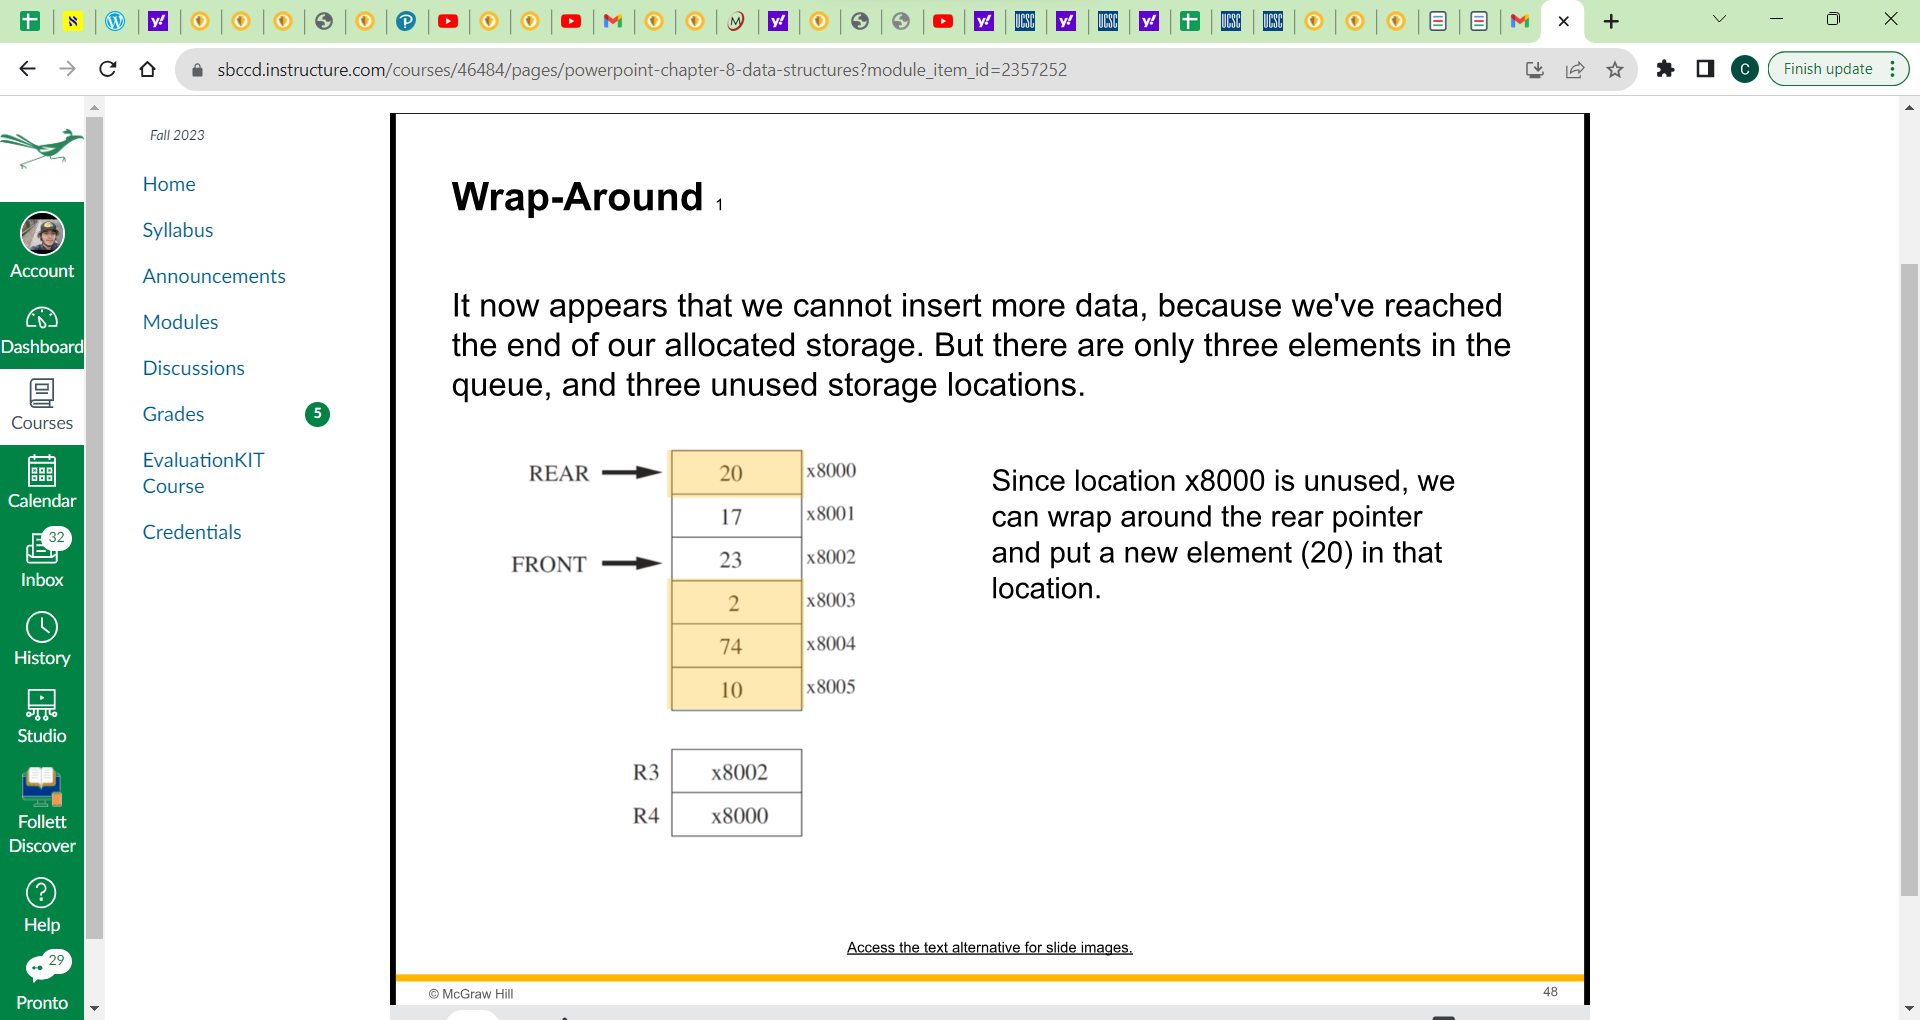 sbccd.instructure.com/courses/46484/pages/powerpoint-chapter-8-data-structures?module_item_id=2357252
C
Finish update
Account
Dashboard
Courses
Calendar
32
Inbox
History
Studio
Follett
Discover
Help
29
Pronto
Fall 2023
Home
Syllabus
Announcements
Modules
Discussions
Grades
5
EvaluationKIT
Course
Credentials
Wrap-Around 1
It now appears that we cannot insert more data, because we've reached
the end of our allocated storage. But there are only three elements in the
queue, and three unused storage locations.
REAR 20 x8000
17 x8001
FRONT 23 x8002
2 x8003
74 x8004
10 x8005
R3 x8002
R4 x8000
Since location x8000 is unused, we
can wrap around the rear pointer
and put a new element (20) in that
location.
Access the text alternative for slide images.
© McGraw Hill
48